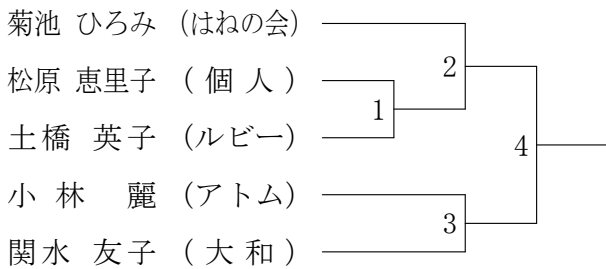 菊池 ひろみ (はねの会)
松原 恵里子 ( 個 人 )
土橋 英子 (ルビー)
小 林 麗 (アトム)
関水 友子 ( 大 和 )
2
1
4
3